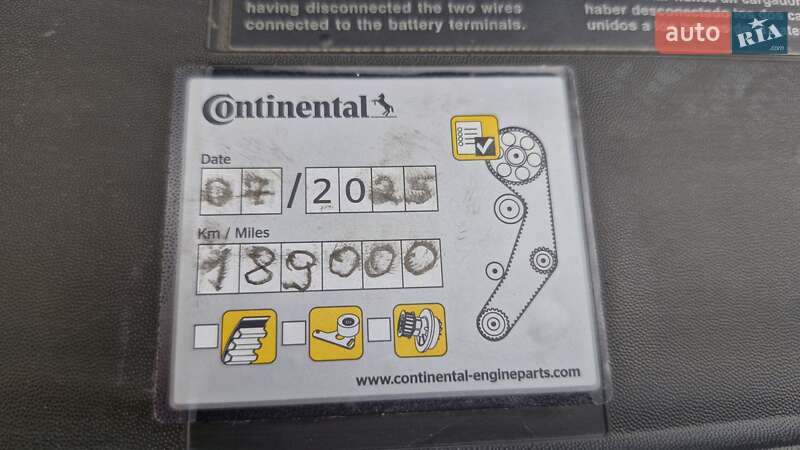 having disconnected the two wires
connected to the battery terminals.
haber desconectado
unidos a
auto RIA .com
Continental
Date
07/2025
Km / Miles
189000
www.continental-engineparts.com